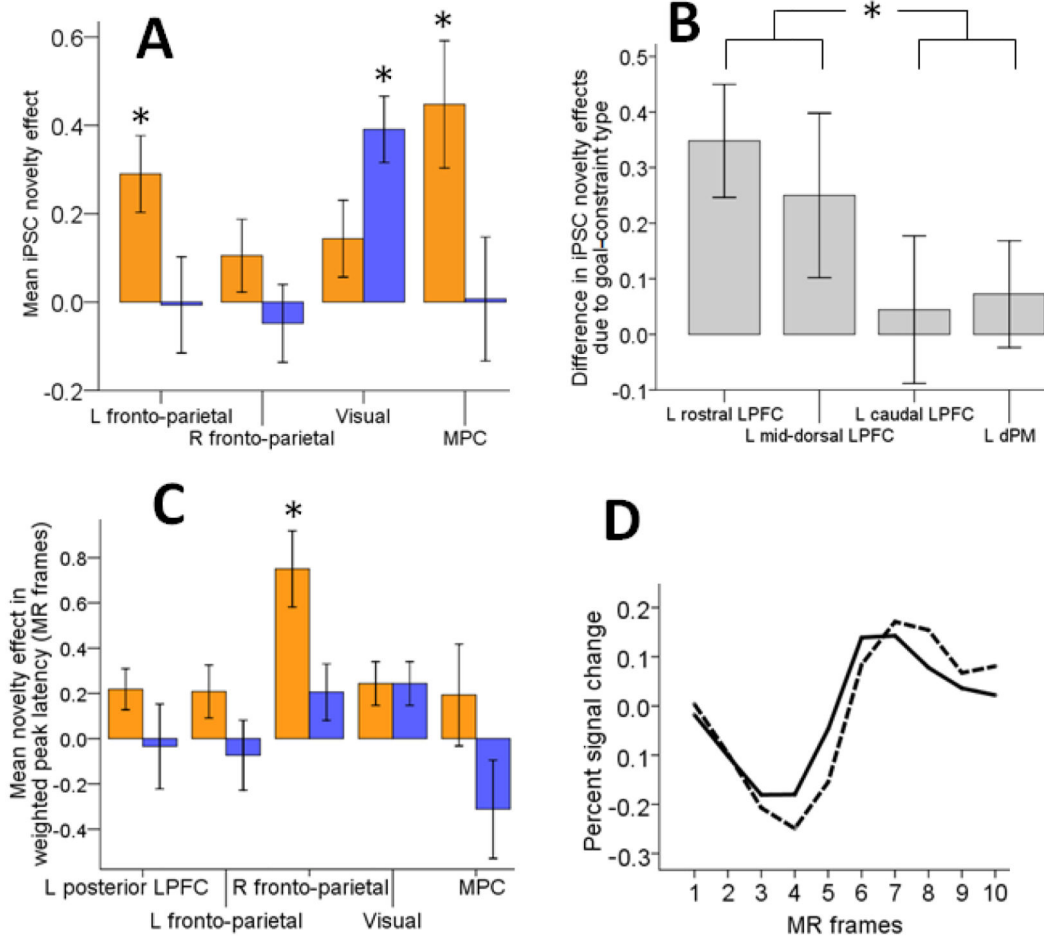 A
Mean iPSC novelty effect
0.6
0.4
0.2
0.0
-0.2
*
*
*
L fronto-parietal
R fronto-parietal
Visual
MPC
B
Difference in iPSC novelty effects
due to goal-constraint type
0.5
0.4
0.3
0.2
0.1
0.0
-0.1
*
L rostral LPFC
L mid-dorsal LPFC
L caudal LPFC
L dPM
C
Mean novelty effect in
weighted peak latency (MR frames)
0.8
0.6
0.4
0.2
0.0
-0.2
-0.4
*
L posterior LPFC
L fronto-parietal
R fronto-parietal
Visual
MPC
D
Percent signal change
0.2
0.1
0.0
0.1
-0.2
-0.3
1 2 3 4 5 6 7 8 9 10
MR frames